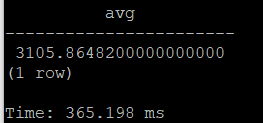 avg
-----------------------
3105.8648200000000000
(1 row)
Time: 365.198 ms